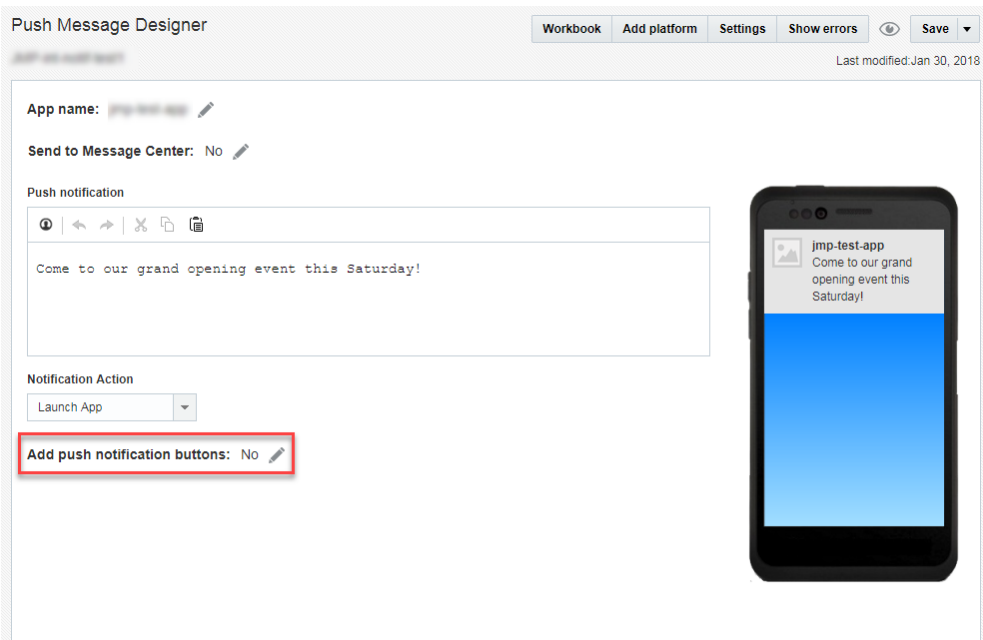 Push Message Designer
Workbook Add platform Settings Show errors Save
Last modified:Jan 30, 2018
App name:
Send to Message Center: No
Push notification
Come to our grand opening event this Saturday!
Notification Action
Launch App
Add push notification buttons: No
jmp-test-app
Come to our grand
opening event this
Saturday!